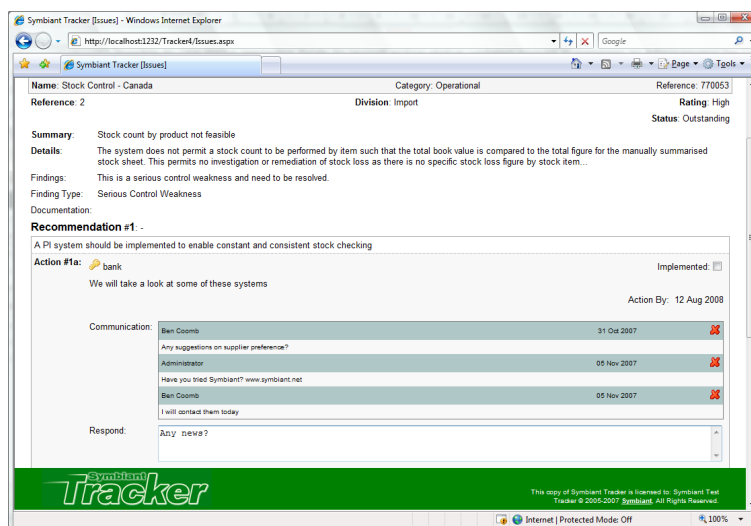 Symbiant Tracker [Issues] - Windows Internet Explorer
http://localhost:1232/Tracker4/Issues.aspx
Google
Symbiant Tracker [Issues]
Page
Tools
Name: Stock Control - Canada Category: Operational Reference: 770053
Reference: 2 Division: Import Rating: High
Status: Outstanding
Summary: Stock count by product not feasible
Details: The system does not permit a stock count to be performed by item such that the total book value is compared to the total figure for the manually summarised
stock sheet. This permits no investigation or remediation of stock loss as there is no specific stock loss figure by stock item...
Findings: This is a serious control weakness and need to be resolved.
Finding Type: Serious Control Weakness
Documentation:
Recommendation #1: -
A PI system should be implemented to enable constant and consistent stock checking
Action #1a: bank Implemented:
We will take a look at some of these systems
Action By: 12 Aug 2008
Communication: Ben Coomb 31 Oct 2007
Any suggestions on supplier preference?
Administrator 05 Nov 2007
Have you tried Symbiant? www.symbiant.net
Ben Coomb 05 Nov 2007
I will contact them today
Respond: Any news?
Symbiant
Tracker
This copy of Symbiant Tracker is licensed to: Symbiant Test
Tracker © 2005-2007 Symbiant. All Rights Reserved.
Internet | Protected Mode: Off 100%